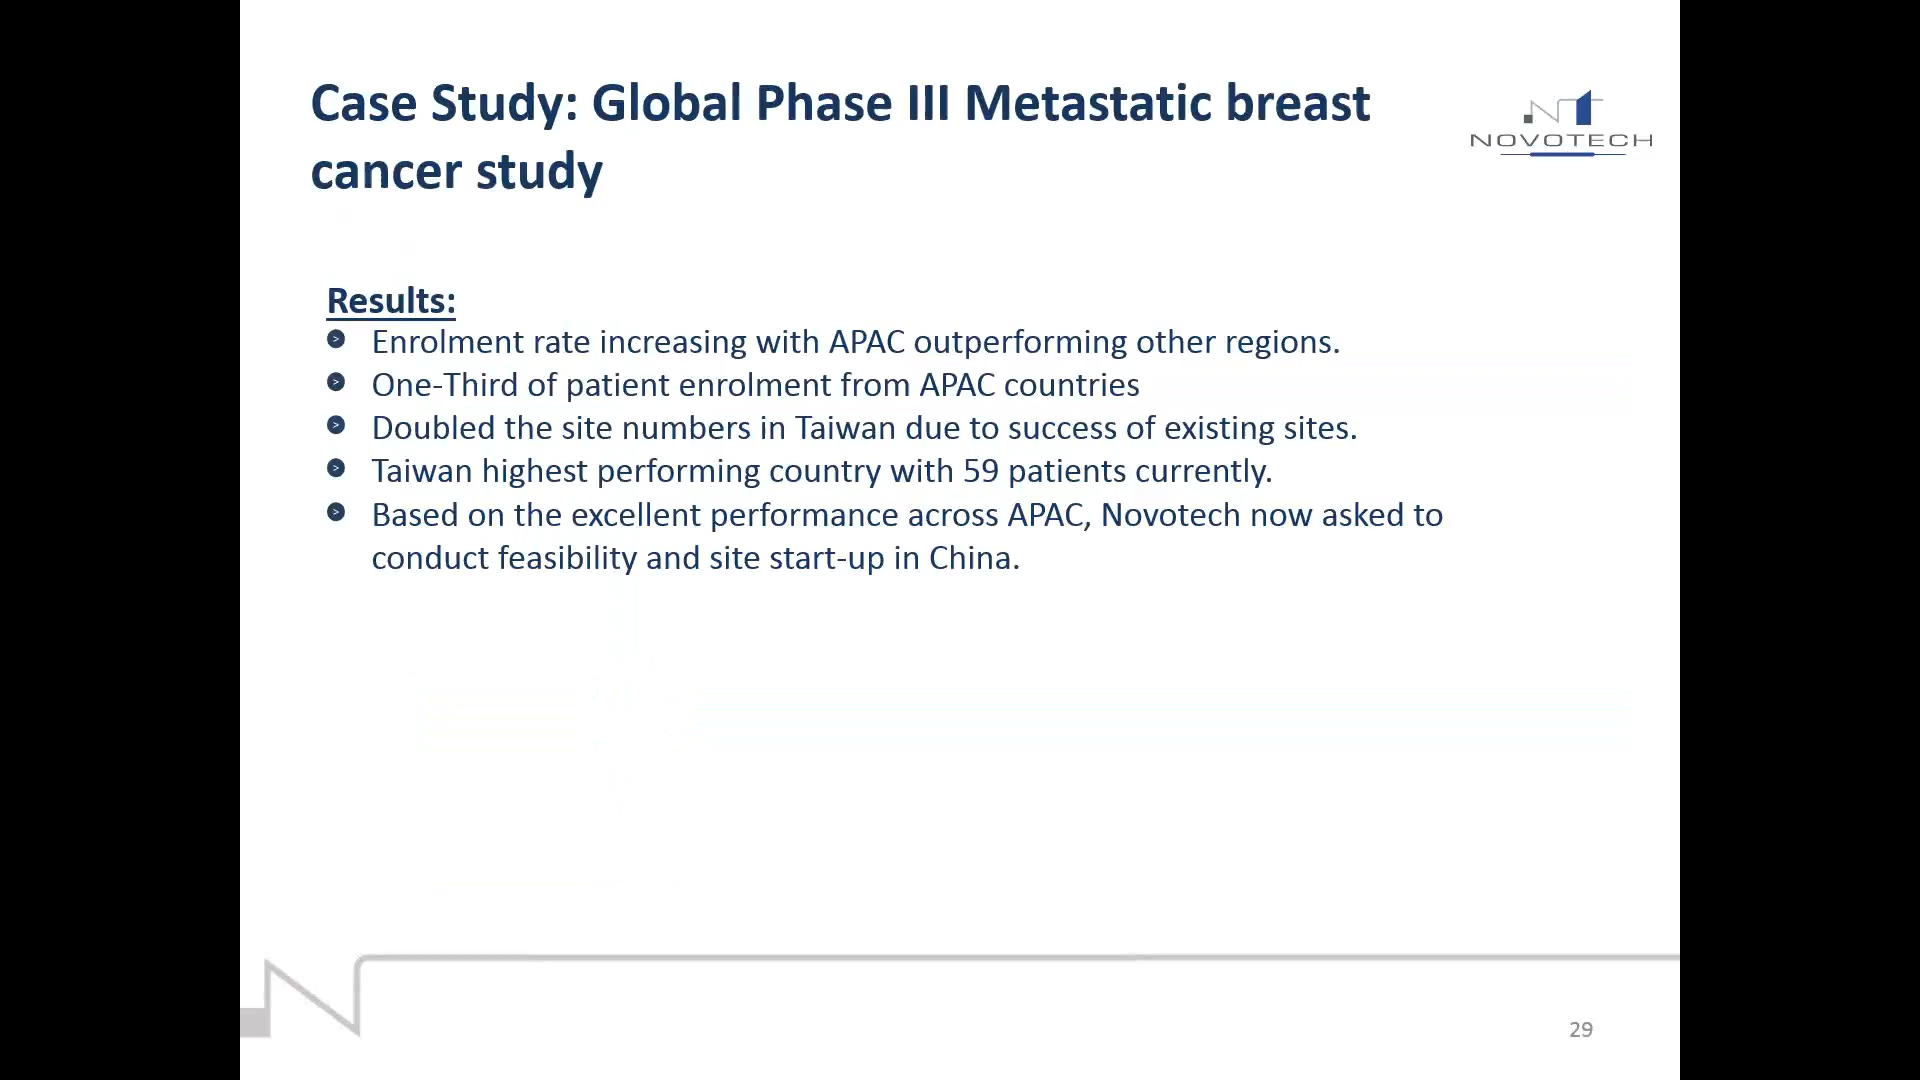 Case Study: Global Phase III Metastatic breast
cancer study
NOVOTECH
Results:
Enrolment rate increasing with APAC outperforming other regions.
One-Third of patient enrolment from APAC countries
Doubled the site numbers in Taiwan due to success of existing sites.
Taiwan highest performing country with 59 patients currently.
Based on the excellent performance across APAC, Novotech now asked to
conduct feasibility and site start-up in China.
29